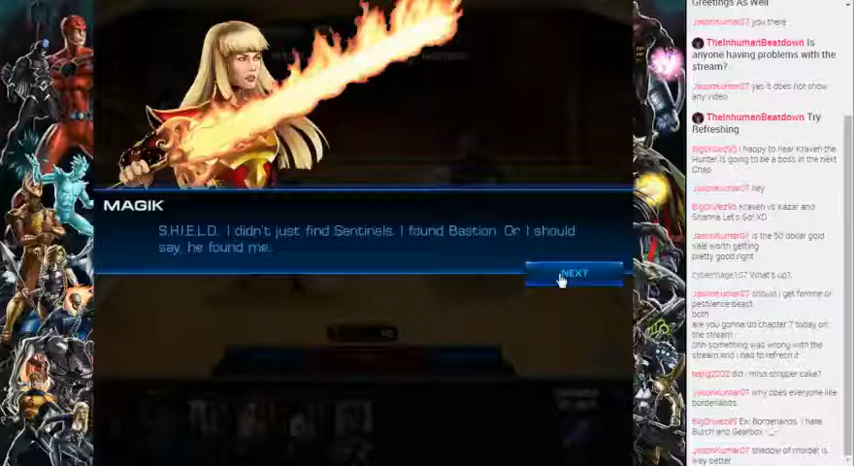 MAGIK
S.H.I.E.L.D. I didn't just find Sentinels. I found Bastion. Or I should
say, he found me.
NEXT
Greetings As Well
JasonKumar07 you there
TheInhumanBeatdown Is
anyone having problems with the
stream?
JasonKumar07 yes it does not show
any video
TheInhumanBeatdown Try
Refreshing
i happy to hear Kraven the
Hunter is going to be a boss in the next
Chap
JasonKumar07 hey
Kraven vs Kazar and
Shanna Let's Go! XD
JasonKumar07 is the 50 dollar gold
sale worth getting
pretty good right
cybermage107 What's up?
JasonKumar07 should i get femme or
pestilence beast
both
are you gonna do chapter 7 today on
the stream
ohh something was wrong with the
stream and i had to refresh it
did i miss stripper cake?
JasonKumar07 why does everyone like
borderlands
Ew Borderlands. I hate
Burch and Gearbox -_-
JasonKumar07 shadow of mordor is
way better